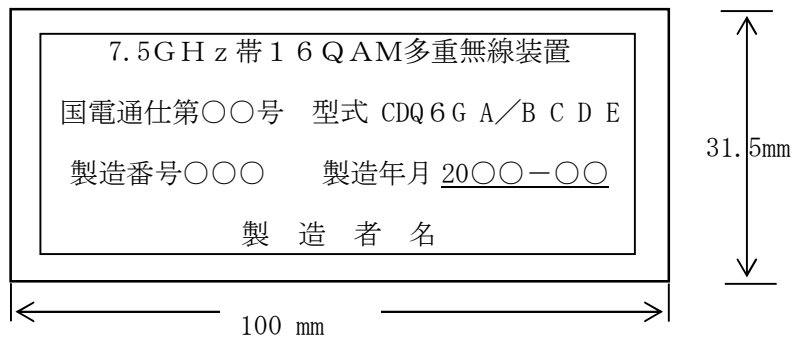 7.5GHz帯16QAM多重無線装置
国電通仕第○○号　型式 CDQ6G A／B C D E
製造番号○○○　製造年月 20○○－○○
製　造　者　名
31.5mm
100 mm